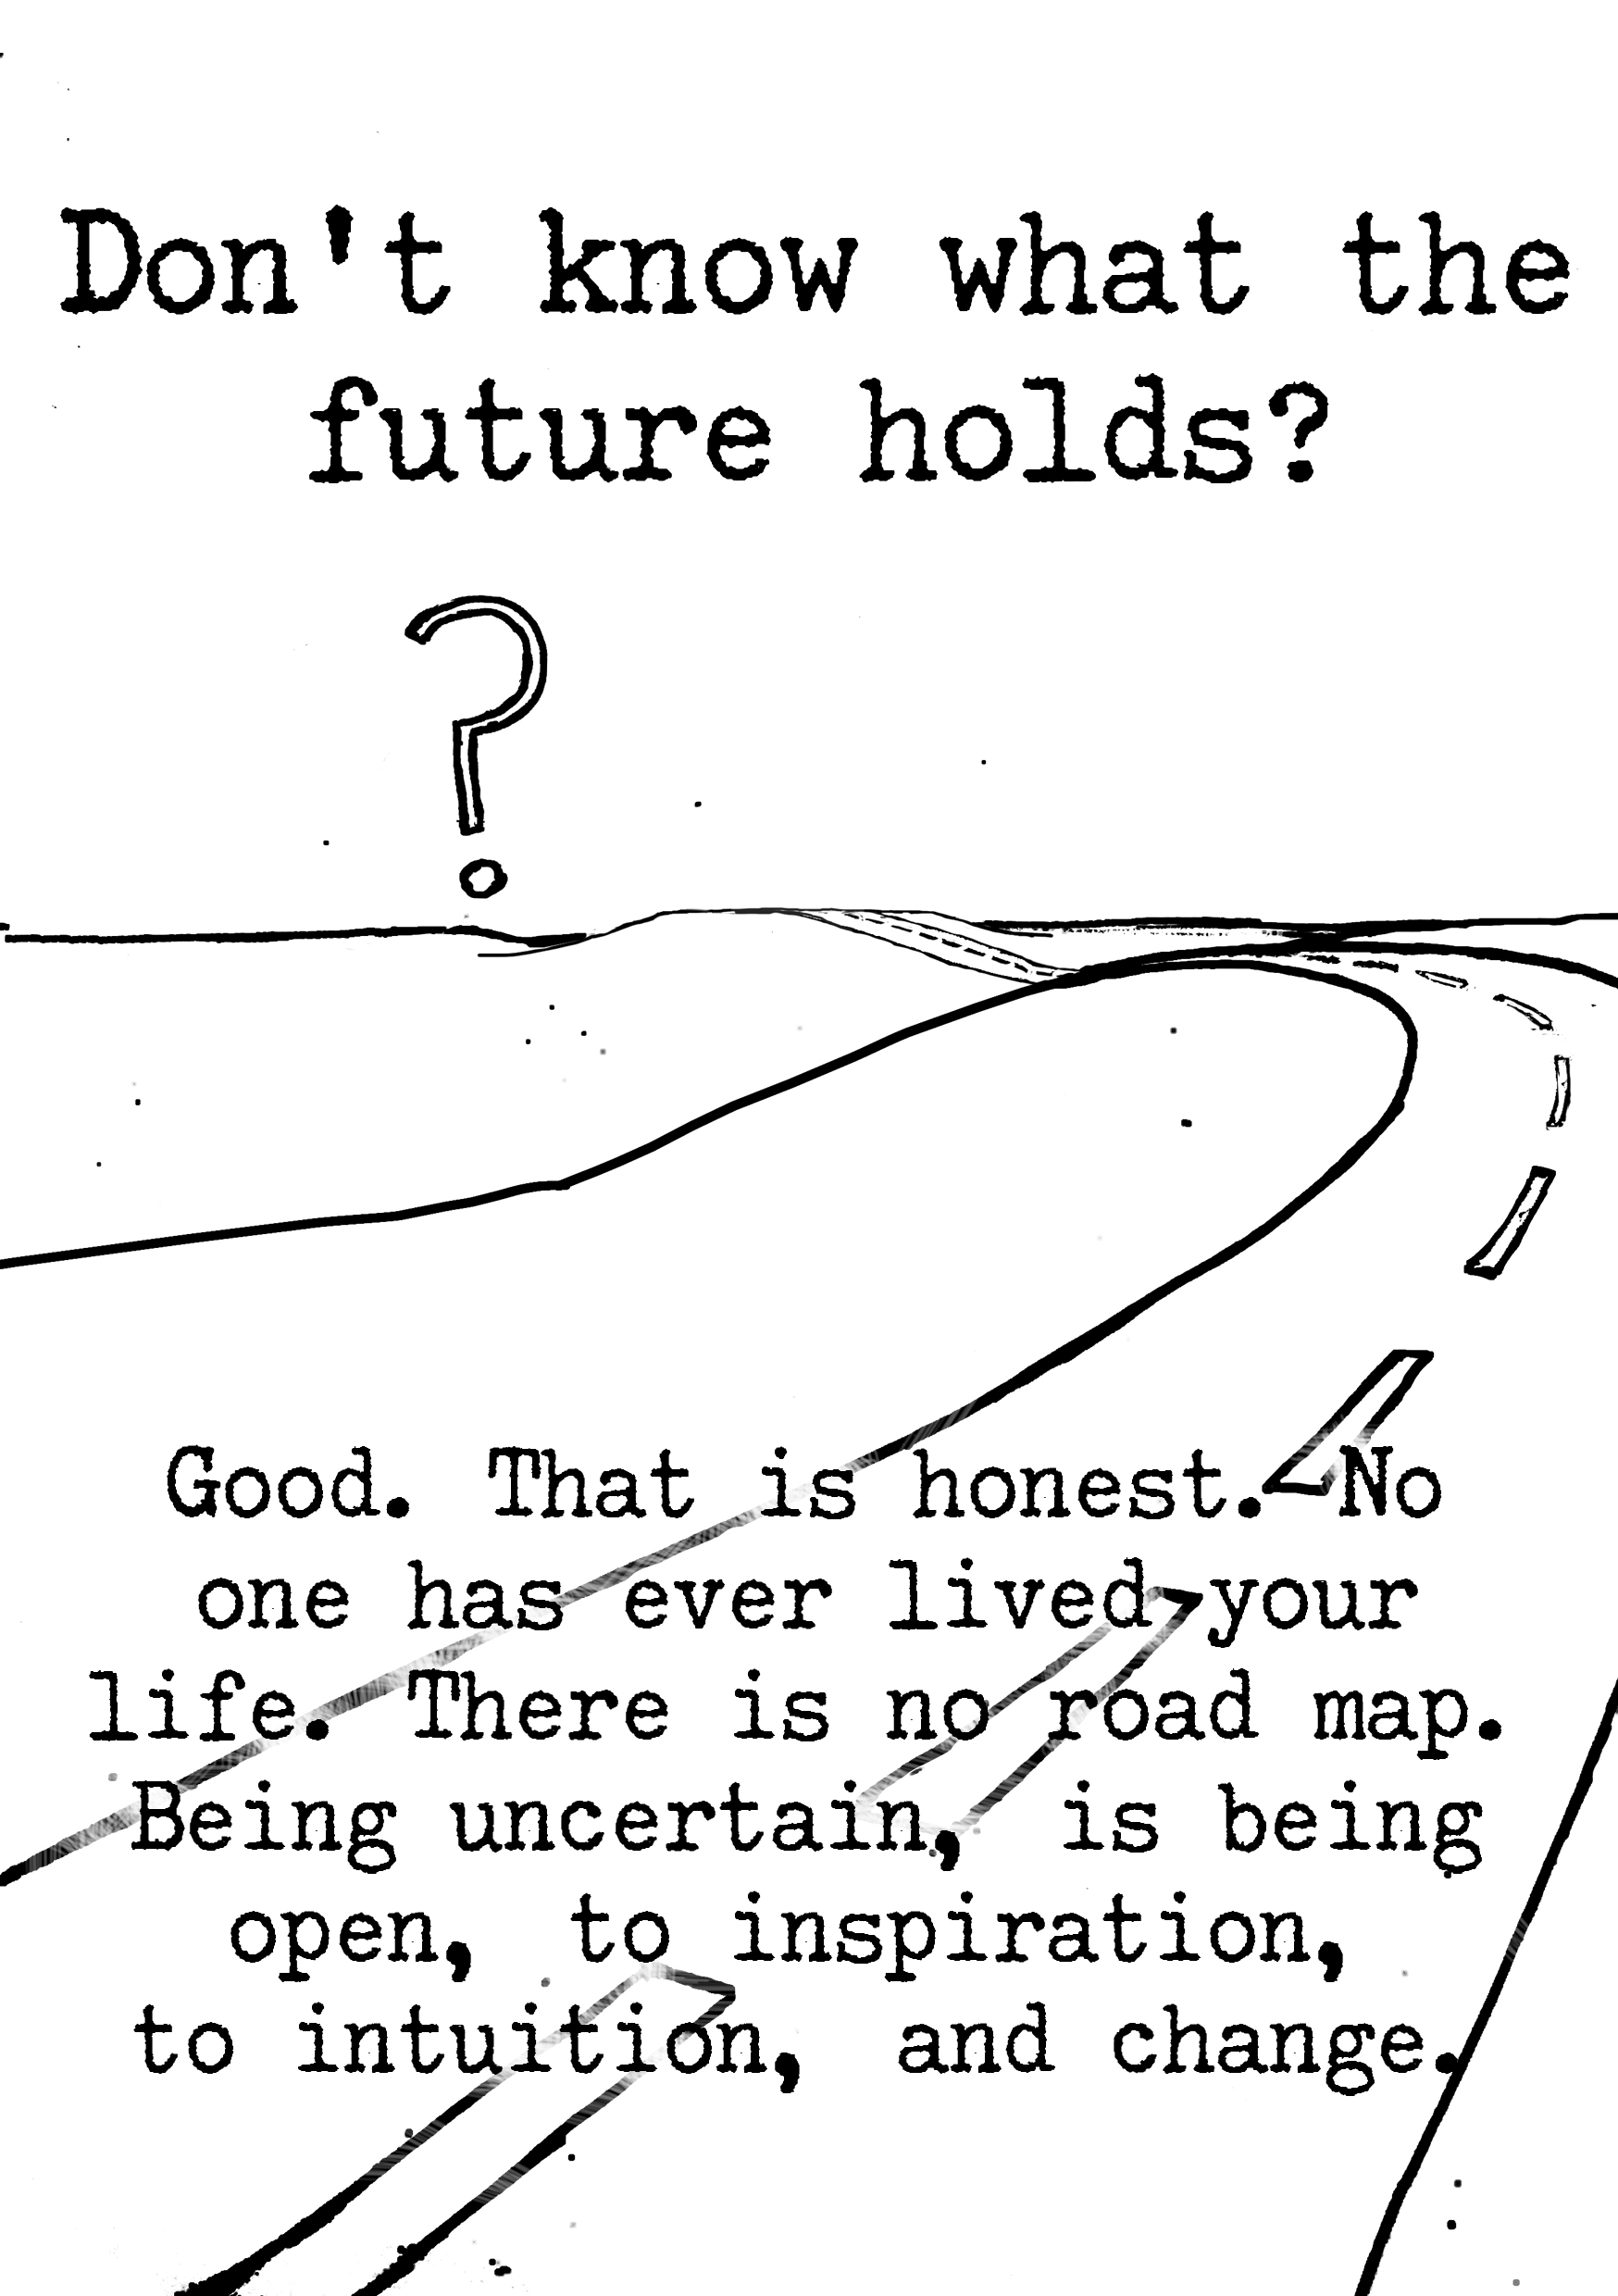 Don't know what the
future holds?
?
Good. That is honest. No
one has ever lived your
life. There is no road map.
Being uncertain, is being
open, to inspiration,
to intuition, and change.